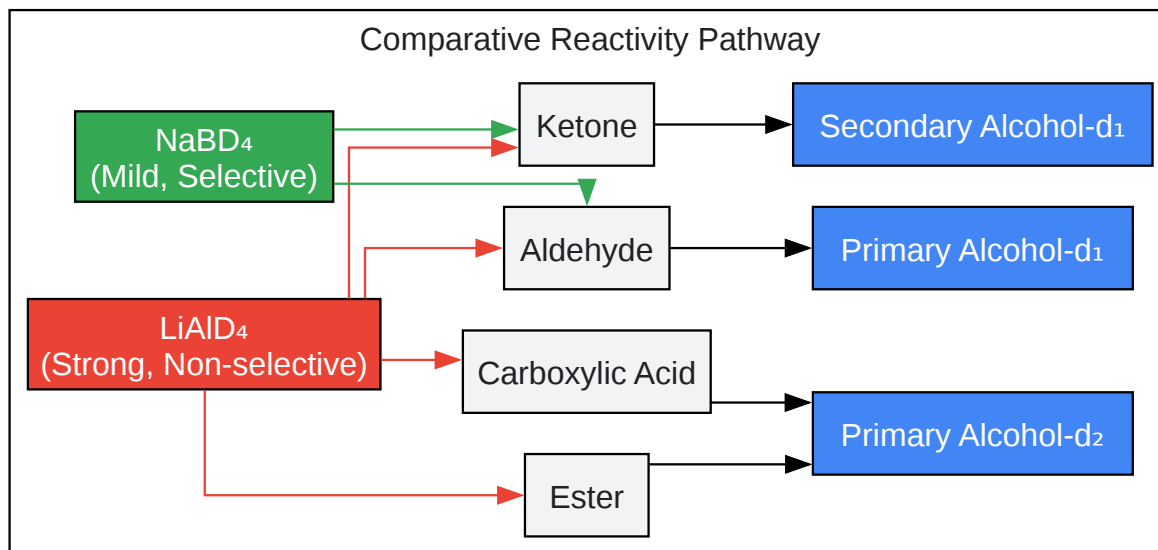 Comparative Reactivity Pathway
NaBD₄
(Mild, Selective)
Ketone
Secondary Alcohol-d₁
Aldehyde
Primary Alcohol-d₁
LiAlD₄
(Strong, Non-selective)
Carboxylic Acid
Primary Alcohol-d₂
Ester